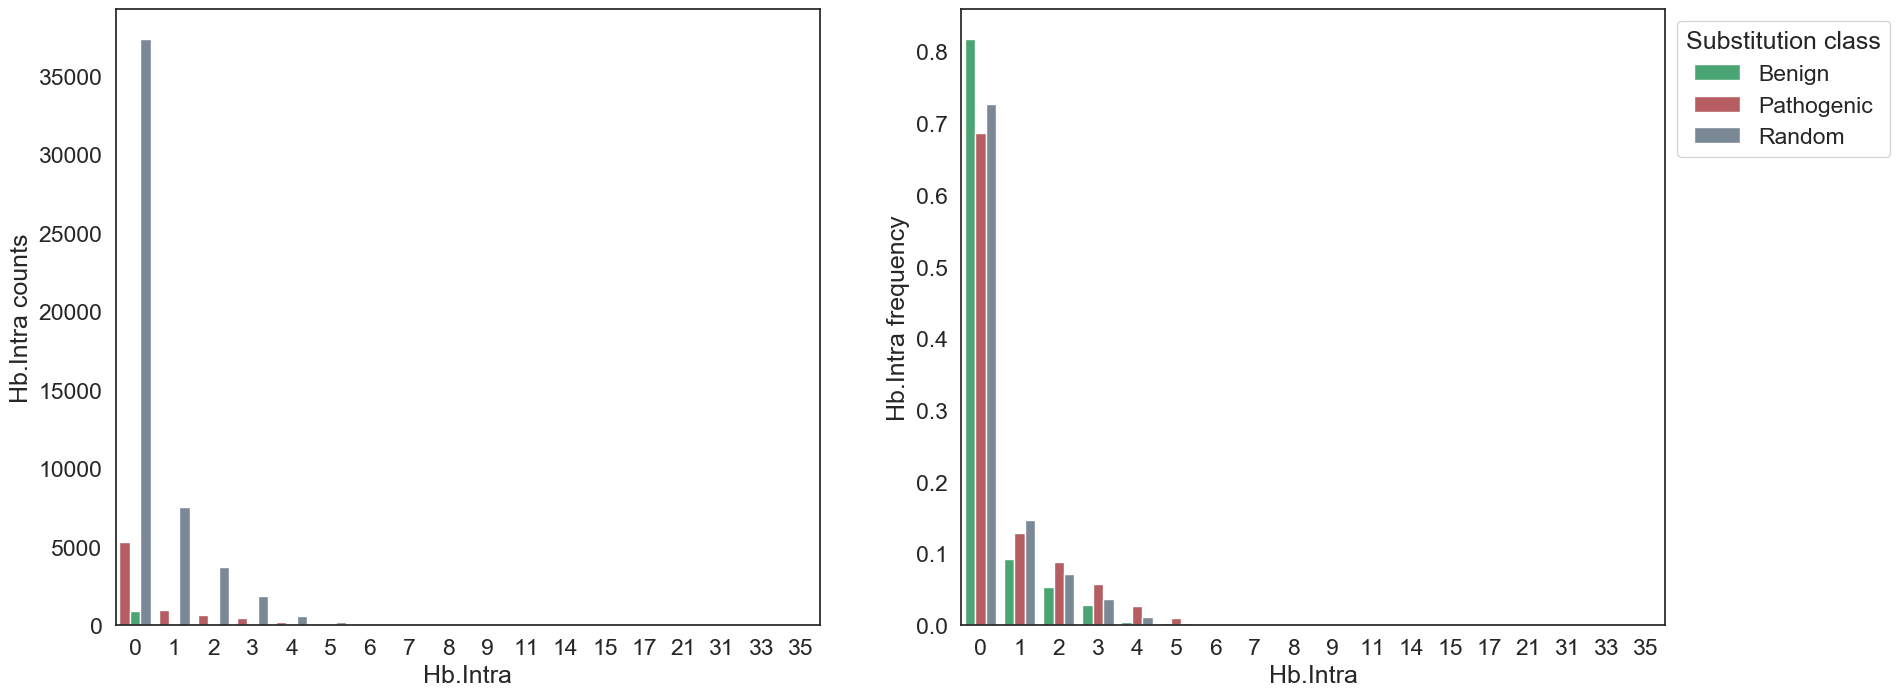 Hb.Intra counts
35000
30000
25000
20000
15000
10000
5000
0
0 1 2 3 4 5 6 7 8 9 11 14 15 17 21 31 33 35
Hb.Intra
Hb.Intra frequency
0.8
0.7
0.6
0.5
0.4
0.3
0.2
0.1
0.0
0 1 2 3 4 5 6 7 8 9 11 14 15 17 21 31 33 35
Hb.Intra
Substitution class
Benign
Pathogenic
Random